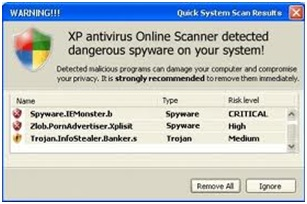 WARNING!!! Quick System Scan Results
XP antivirus Online Scanner detected
dangerous spyware on your system!
Detected malicious programs can damage your computer and compromise
your privacy. It is strongly recommended to remove them immediately.
Name Type Risk level
Spyware.IEMonster.b Spyware CRITICAL
Zlob.PornAdvertiser.Xplisit Spyware High
Trojan.InfoStealer.Banker.s Trojan Medium
Remove All Ignore